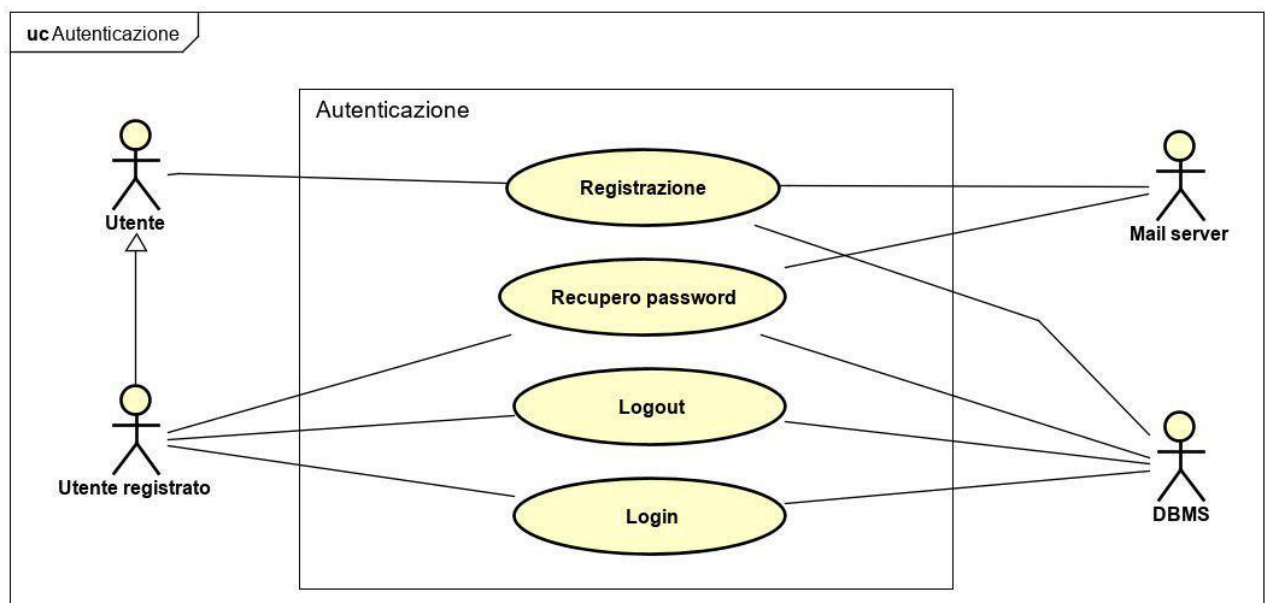 uc Autenticazione
Autenticazione
Utente
Registrazione
Mail server
Recupero password
Logout
Utente registrato
Login
DBMS